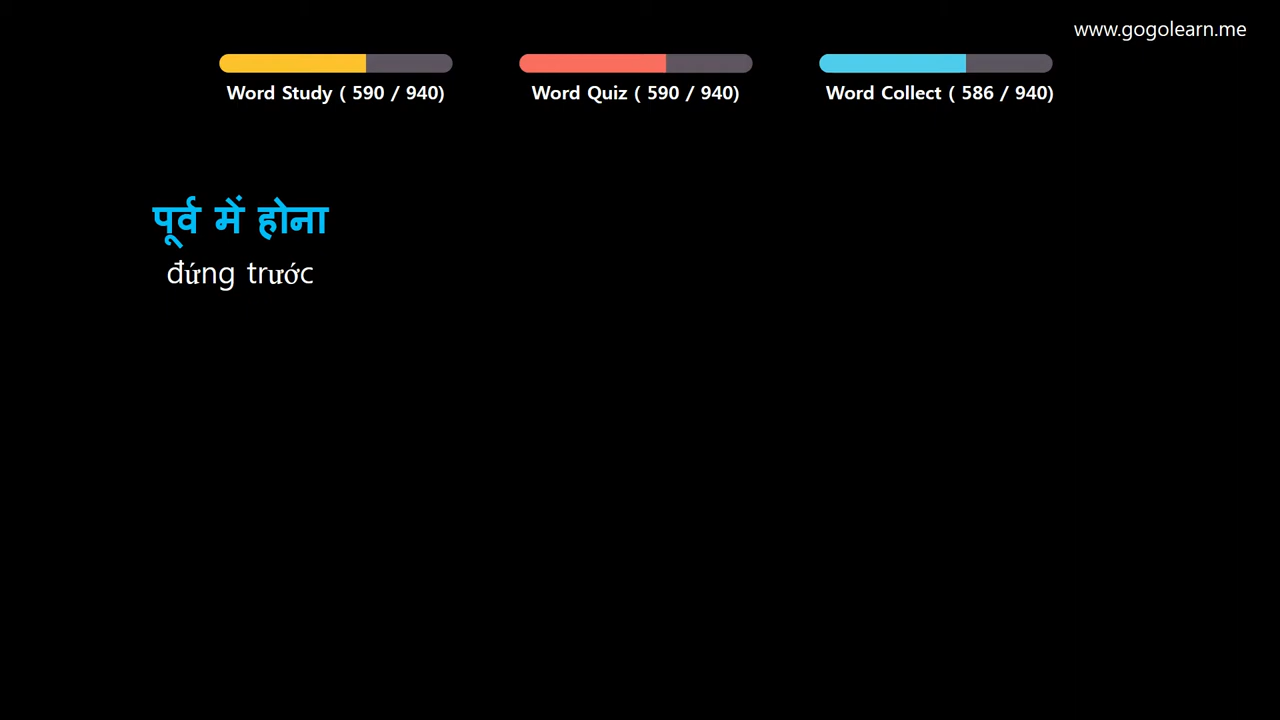 www.gogolearn.me
Word Study ( 590 / 940)
Word Quiz ( 590 / 940)
Word Collect ( 586 / 940)
पूर्व में होना
đứng trước